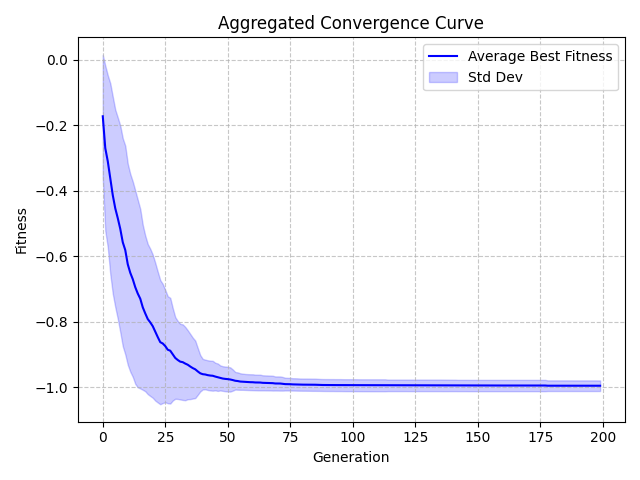 Aggregated Convergence Curve
Average Best Fitness
Std Dev
Fitness
0.0
−0.2
−0.4
−0.6
−0.8
−1.0
0 25 50 75 100 125 150 175 200
Generation